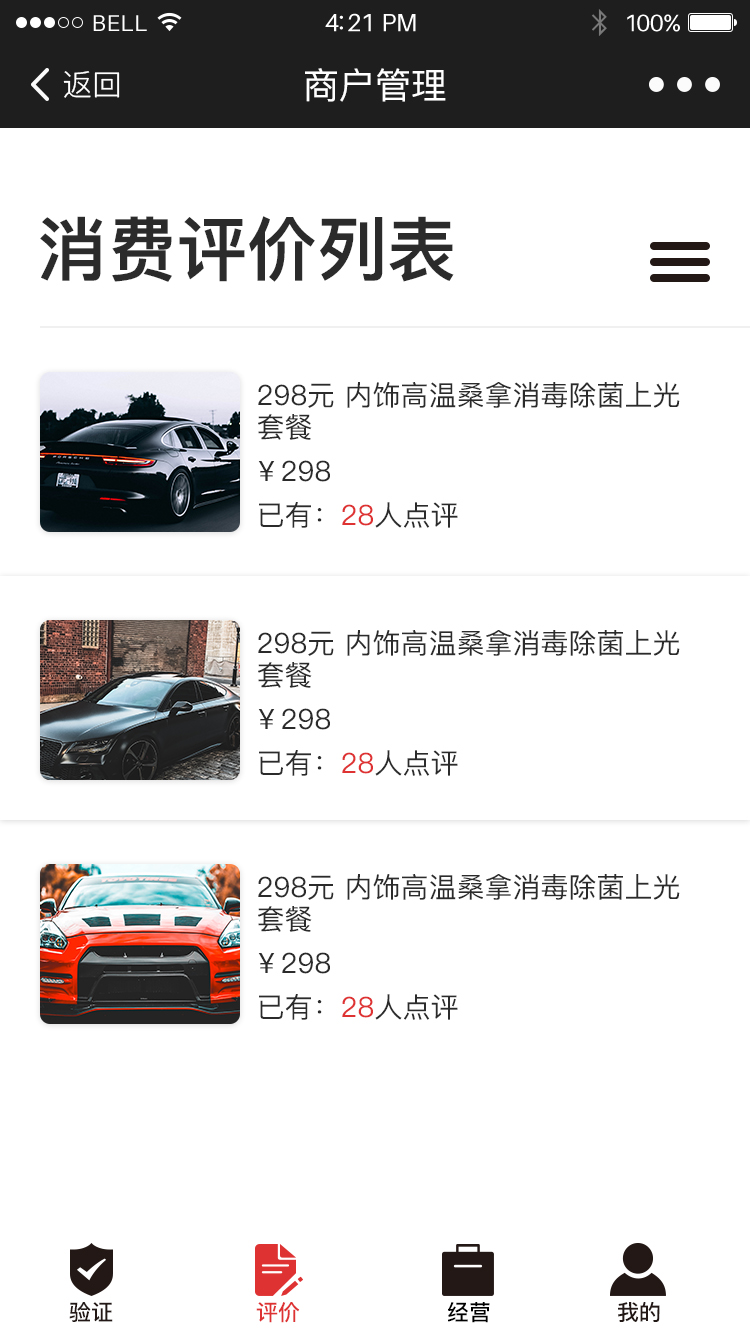 BELL 4:21 PM 100%
返回 商户管理
消费评价列表
298元 内饰高温桑拿消毒除菌上光
套餐
￥298
已有：28人点评
PORSCHE
298元 内饰高温桑拿消毒除菌上光
套餐
￥298
已有：28人点评
298元 内饰高温桑拿消毒除菌上光
套餐
￥298
已有：28人点评
验证 评价 经营 我的